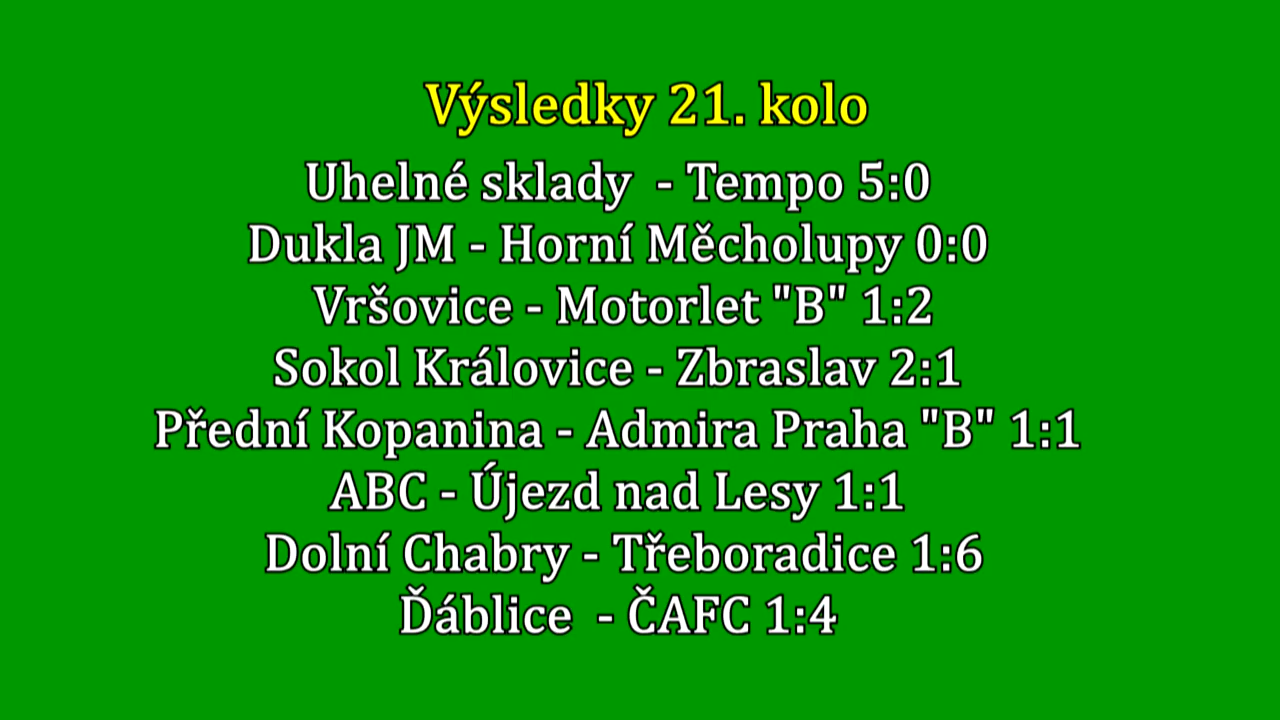 Výsledky 21. kolo
Uhelné sklady - Tempo 5:0
Dukla JM - Horní Měcholupy 0:0
Vršovice - Motorlet "B" 1:2
Sokol Královice - Zbraslav 2:1
Přední Kopanina - Admira Praha "B" 1:1
ABC - Újezd nad Lesy 1:1
Dolní Chabry - Třeboradice 1:6
Ďáblice - ČAFC 1:4